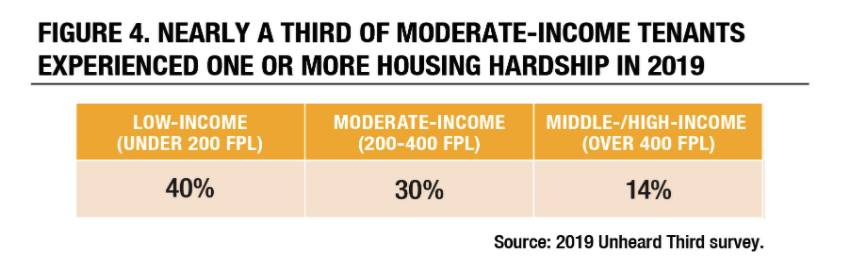 FIGURE 4. NEARLY A THIRD OF MODERATE-INCOME TENANTS
EXPERIENCED ONE OR MORE HOUSING HARDSHIP IN 2019
LOW-INCOME
(UNDER 200 FPL)
MODERATE-INCOME
(200-400 FPL)
MIDDLE-/HIGH-INCOME
(OVER 400 FPL)
40%
30%
14%
Source: 2019 Unheard Third survey.